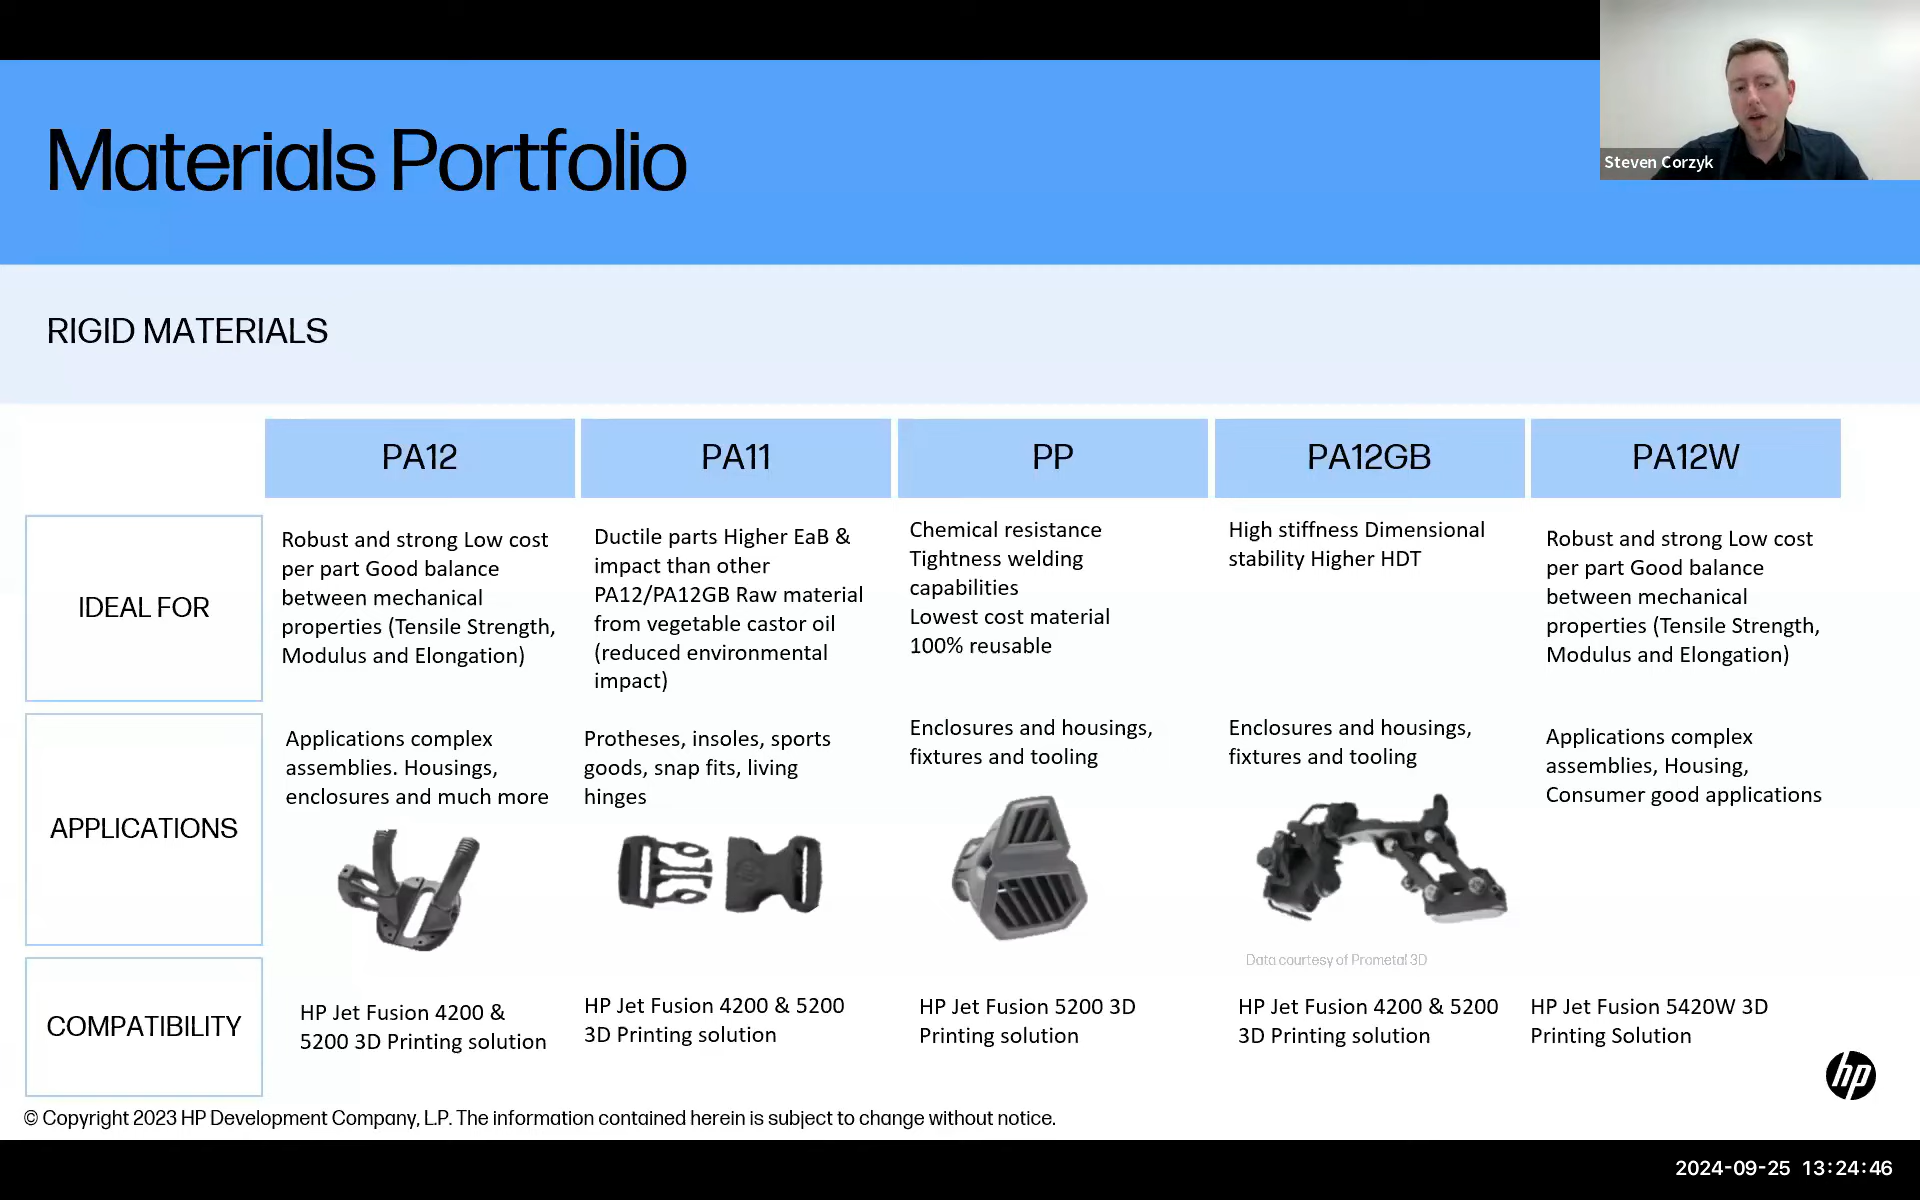 Materials Portfolio
Steven Corzyk
RIGID MATERIALS
PA12
PA11
PP
PA12GB
PA12W
IDEAL FOR
Robust and strong Low cost
per part Good balance
between mechanical
properties (Tensile Strength,
Modulus and Elongation)
Ductile parts Higher EaB &
impact than other
PA12/PA12GB Raw material
from vegetable castor oil
(reduced environmental
impact)
Chemical resistance
Tightness welding
capabilities
Lowest cost material
100% reusable
High stiffness Dimensional
stability Higher HDT
Robust and strong Low cost
per part Good balance
between mechanical
properties (Tensile Strength,
Modulus and Elongation)
APPLICATIONS
Applications complex
assemblies. Housings,
enclosures and much more
Protheses, insoles, sports
goods, snap fits, living
hinges
Enclosures and housings,
fixtures and tooling
Enclosures and housings,
fixtures and tooling
Data courtesy of Prometal 3D
Applications complex
assemblies, Housing,
Consumer good applications
COMPATIBILITY
HP Jet Fusion 4200 &
5200 3D Printing solution
HP Jet Fusion 4200 & 5200
3D Printing solution
HP Jet Fusion 5200 3D
Printing solution
HP Jet Fusion 4200 & 5200
3D Printing solution
HP Jet Fusion 5420W 3D
Printing Solution
hp
© Copyright 2023 HP Development Company, L.P. The information contained herein is subject to change without notice.
2024-09-25 13:24:46